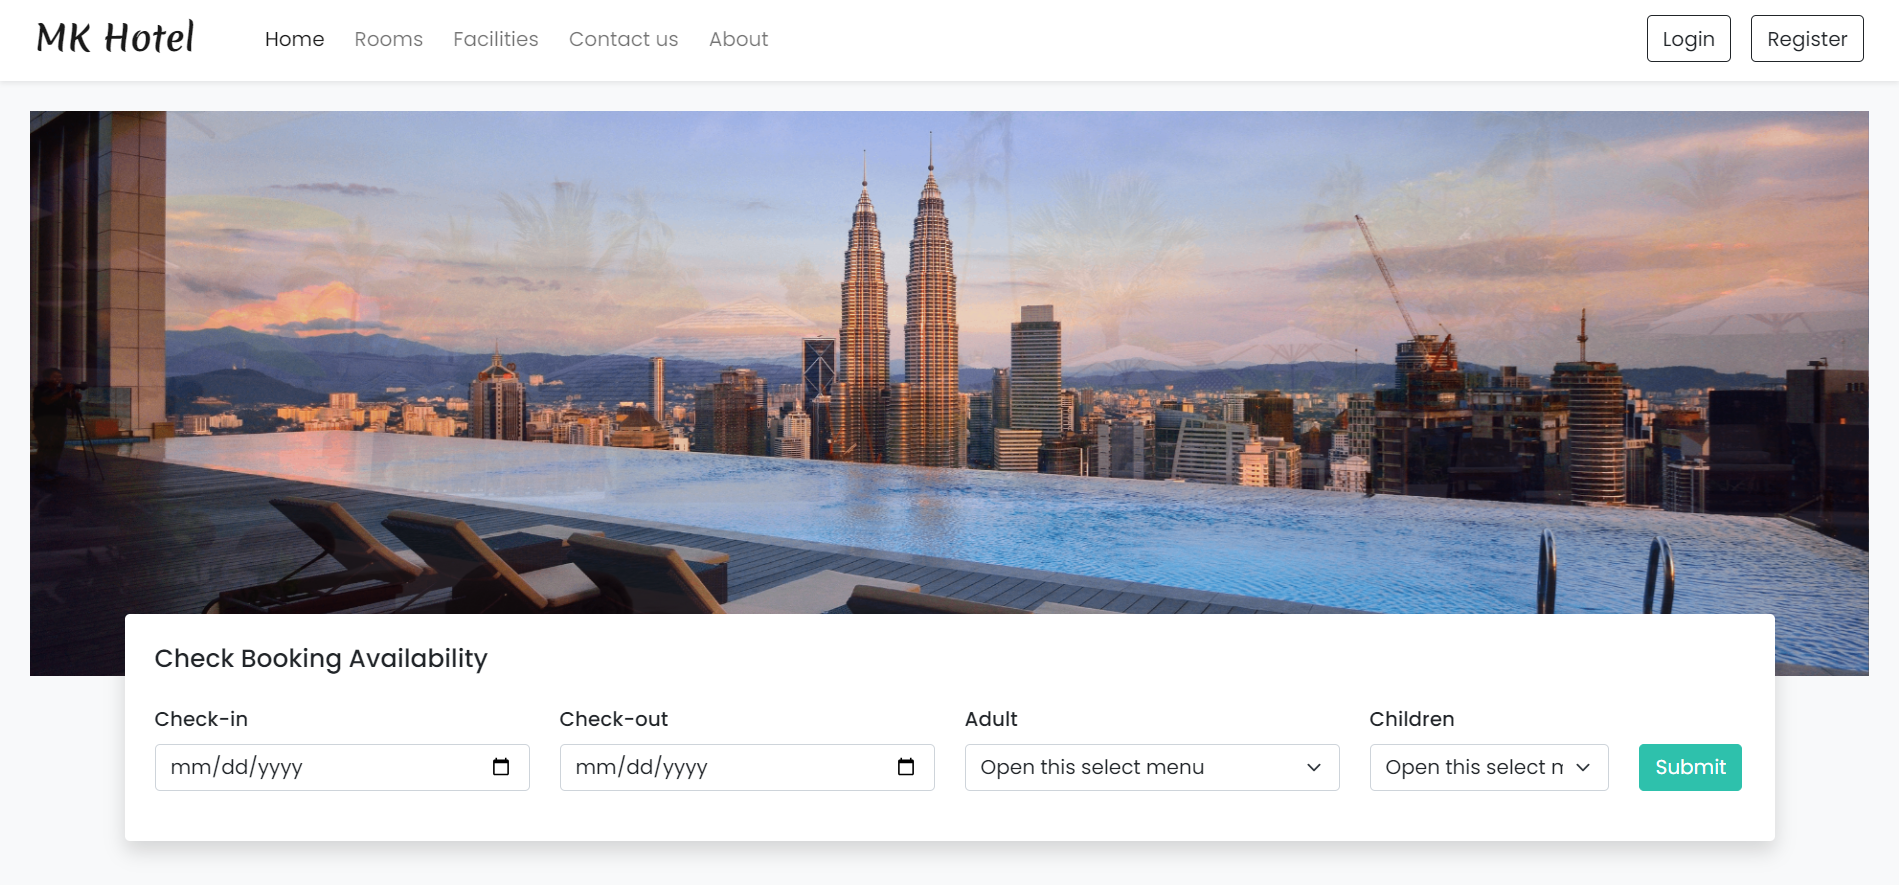 MK Hotel Home Rooms Facilities Contact us About Login Register
Check Booking Availability
Check-in Check-out Adult Children
mm/dd/yyyy mm/dd/yyyy Open this select menu Open this select m Submit